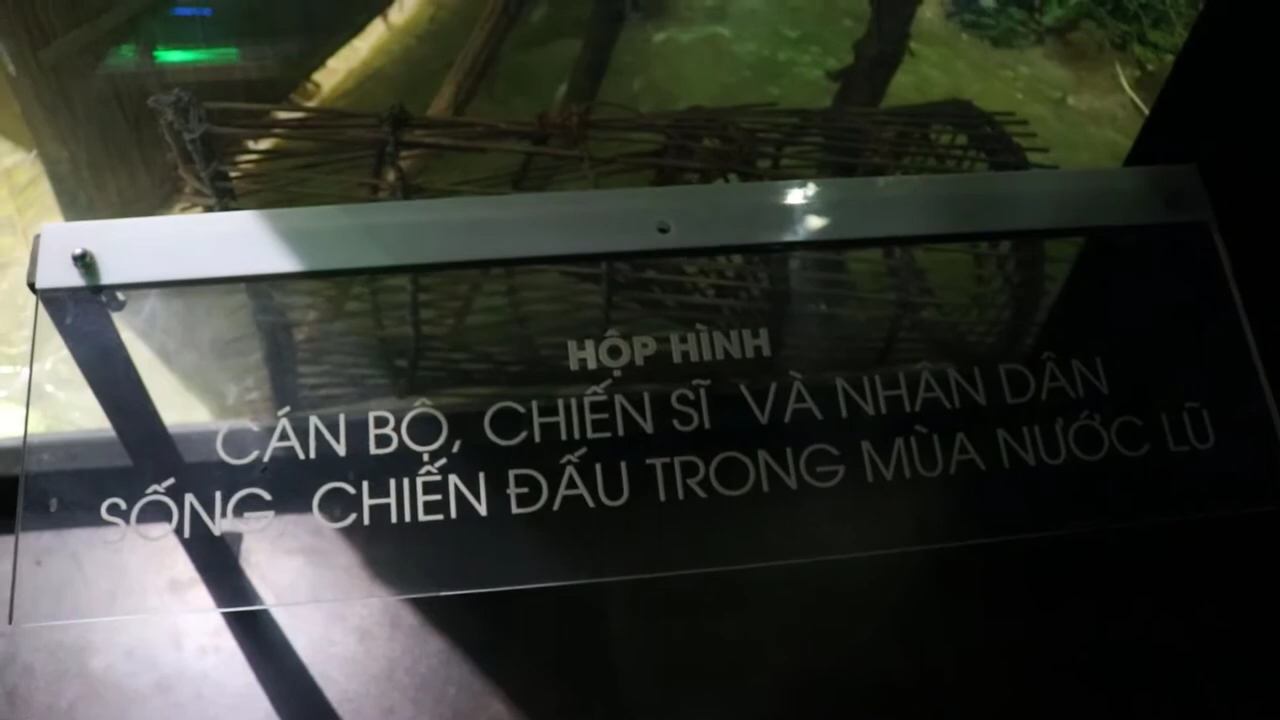 HỘP HÌNH
CÁN BỘ, CHIẾN SĨ VÀ NHÂN DÂN
SỐNG, CHIẾN ĐẤU TRONG MÙA NƯỚC LŨ